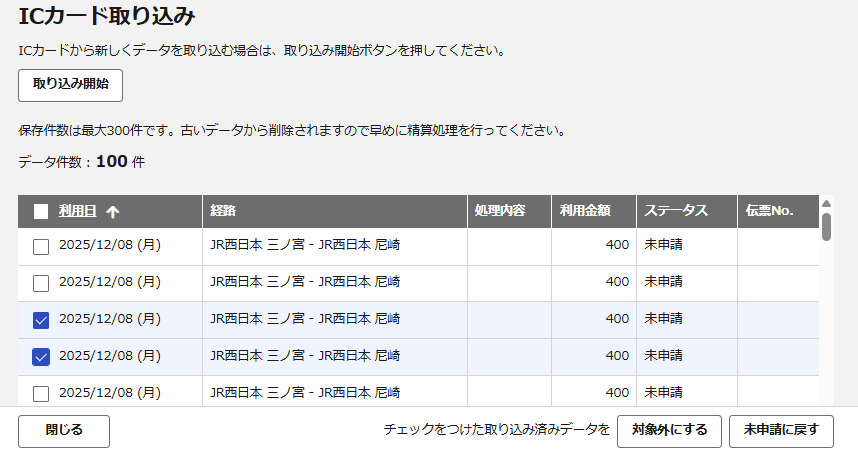 ICカード取り込み
ICカードから新しくデータを取り込む場合は、取り込み開始ボタンを押してください。
取り込み開始
保存件数は最大300件です。古いデータから削除されますので早めに精算処理を行ってください。
データ件数：100 件
利用日 ↑ 経路 処理内容 利用金額 ステータス 伝票No.
2025/12/08 (月) JR西日本 三ノ宮 - JR西日本 尼崎 400 未申請
2025/12/08 (月) JR西日本 三ノ宮 - JR西日本 尼崎 400 未申請
2025/12/08 (月) JR西日本 三ノ宮 - JR西日本 尼崎 400 未申請
2025/12/08 (月) JR西日本 三ノ宮 - JR西日本 尼崎 400 未申請
2025/12/08 (月) JR西日本 三ノ宮 - JR西日本 尼崎 400 未申請
閉じる チェックをつけた取り込み済みデータを 対象外にする 未申請に戻す